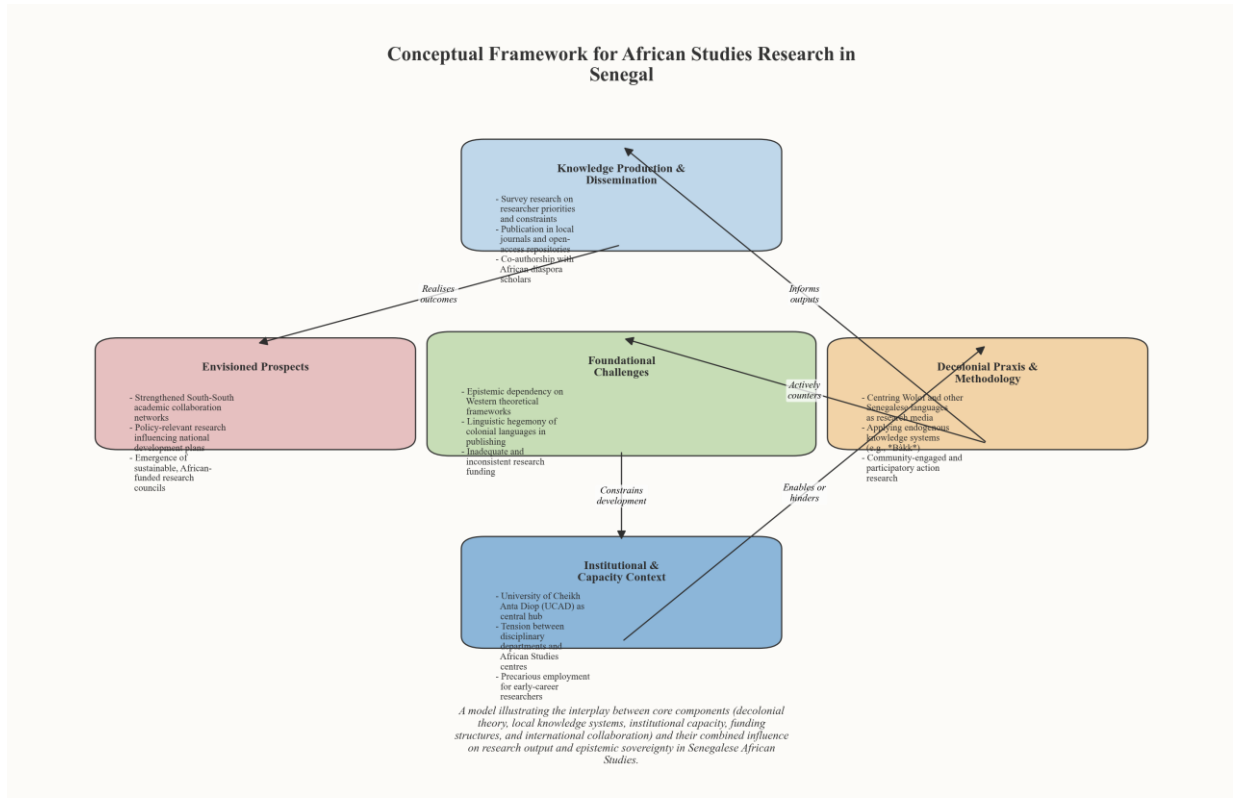 Conceptual Framework for African Studies Research in
Senegal
Knowledge Production &
Dissemination
- Survey research on
researcher priorities
and constraints
- Publication in local
journals and open-
access repositories
- Co-authorship with
African diaspora
scholars
Realises
outcomes
Informs
outputs
Envisioned Prospects
- Strengthened South-South
academic collaboration
networks
- Policy-relevant research
influencing national
development plans
- Emergence of
sustainable, African-
funded research
councils
Foundational
Challenges
- Epistemic dependency on
Western theoretical
frameworks
- Linguistic hegemony of
colonial languages in
publishing
- Inadequate and
inconsistent research
funding
Actively
counters
Decolonial Praxis &
Methodology
- Centring Wolof and other
Senegalese languages
as research media
- Applying endogenous
knowledge systems
(e.g., *Bàkk*)
- Community-engaged and
participatory action
research
Constrains
development
Enables or
hinders
Institutional &
Capacity Context
- University of Cheikh
Anta Diop (UCAD) as
central hub
- Tension between
disciplinary
departments and
African Studies
centres
- Precarious employment
for early-career
researchers
A model illustrating the interplay between core components (decolonial
theory, local knowledge systems, institutional capacity, funding
structures, and international collaboration) and their combined influence
on research output and epistemic sovereignty in Senegalese African
Studies.